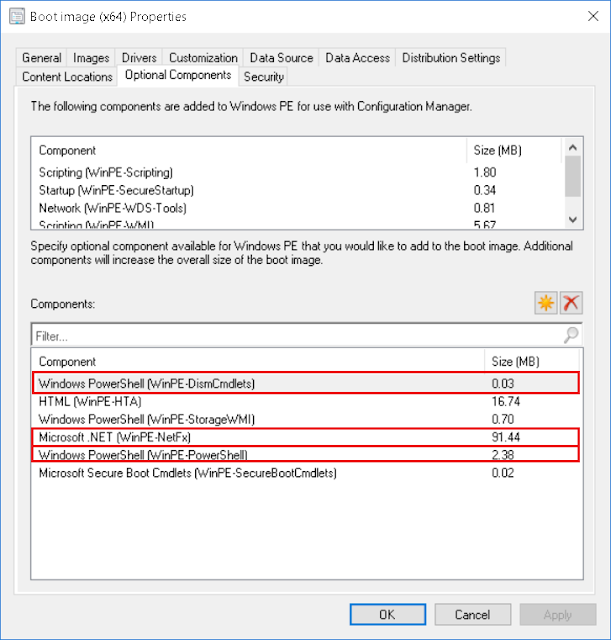 Boot image (x64) Properties
General Images Drivers Customization Data Source Data Access Distribution Settings
Content Locations Optional Components Security
The following components are added to Windows PE for use with Configuration Manager.
Component Size (MB)
Scripting (WinPE-Scripting) 1.80
Startup (WinPE-SecureStartup) 0.34
Network (WinPE-WDS-Tools) 0.81
Scripting (WinPE-WMI) 5.67
Specify optional component available for Windows PE that you would like to add to the boot image. Additional
components will increase the overall size of the boot image.
Components:
Filter...
Component Size (MB)
Windows PowerShell (WinPE-DismCmdlets) 0.03
HTML (WinPE-HTA) 16.74
Windows PowerShell (WinPE-StorageWMI) 0.70
Microsoft .NET (WinPE-NetFx) 91.44
Windows PowerShell (WinPE-PowerShell) 2.38
Microsoft Secure Boot Cmdlets (WinPE-SecureBootCmdlets) 0.02
OK Cancel Apply